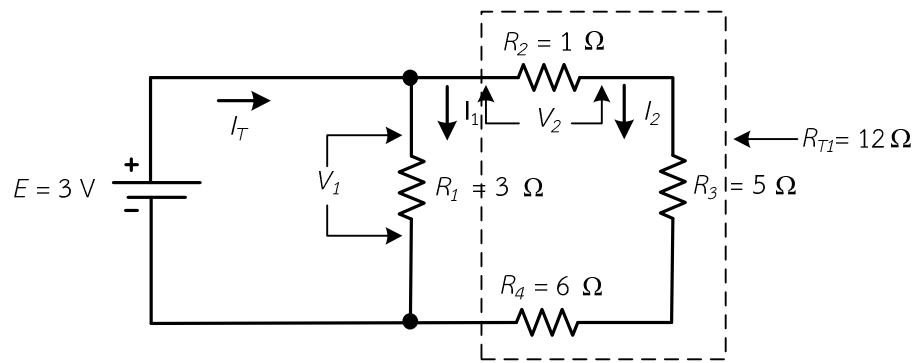 R2 = 1 Ω
I1
V2
I2
IT
RT1 = 12 Ω
+
V1
R1 = 3 Ω
R3 = 5 Ω
E = 3 V
-
R4 = 6 Ω